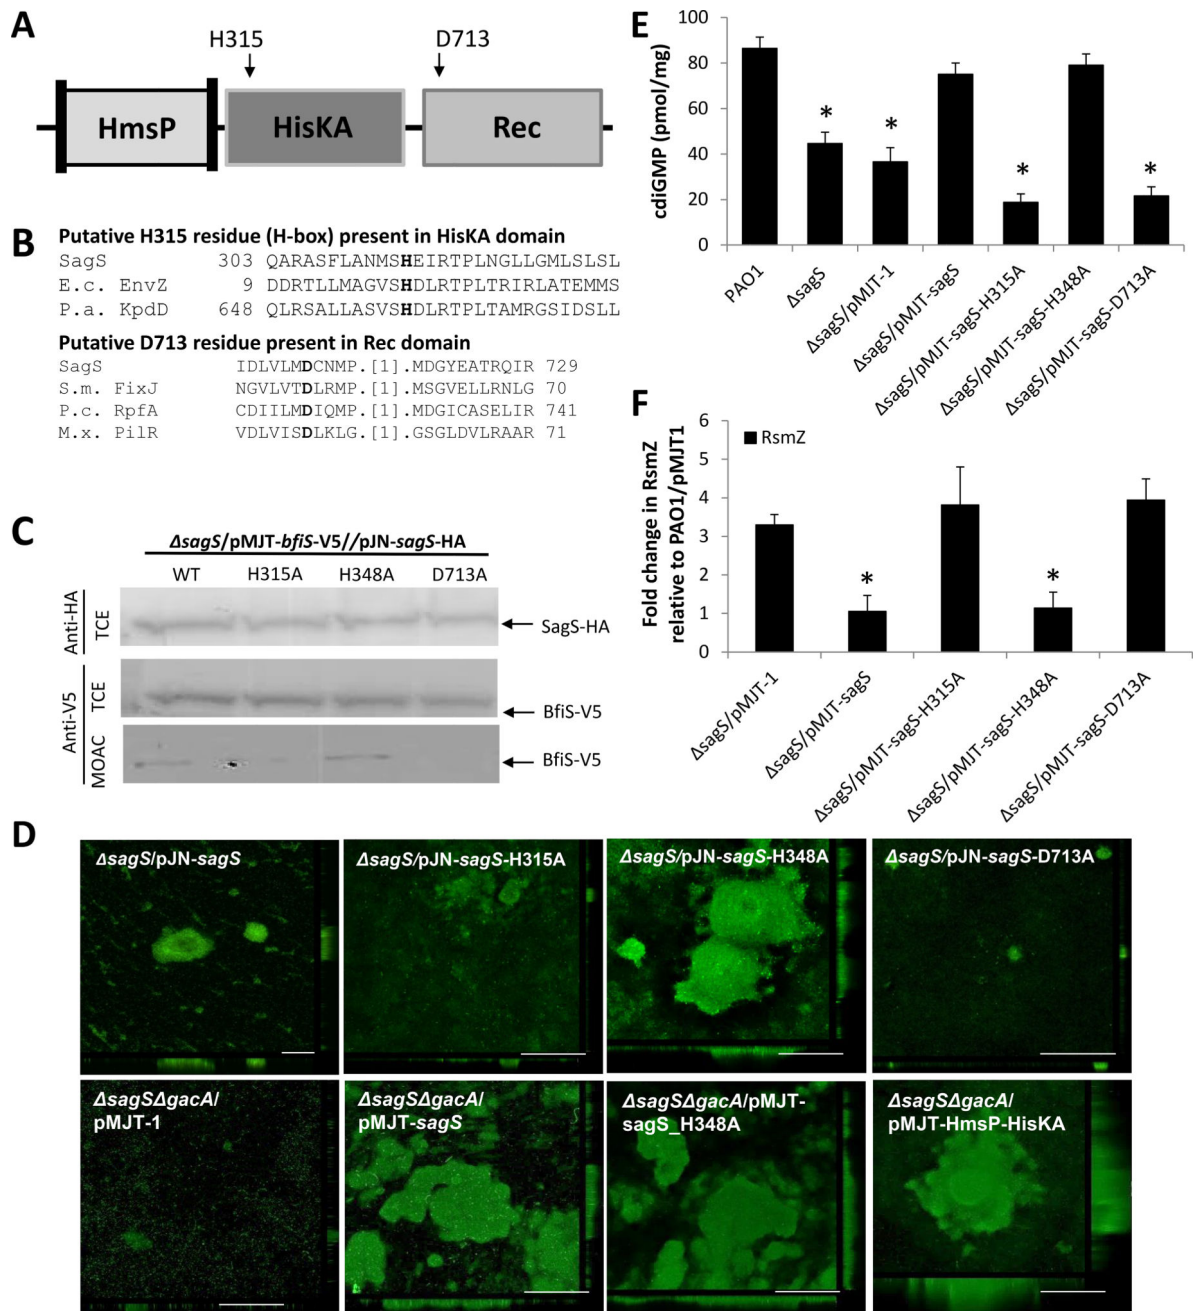 A
H315
D713
HmsP
HisKA
Rec
B
Putative H315 residue (H-box) present in HisKA domain
SagS 303 QARASFLANMSHEIRTPLNGLLGMLSLSL
E.c. EnvZ 9 DDRTLLMAGVSHDLRTPLTRIRLATEMMS
P.a. KpdD 648 QLRSALLASVSHDLRTPLTAMRGSIDSLL
Putative D713 residue present in Rec domain
SagS IDLVLMDCNMP.[1].MDGYEATRQIR 729
S.m. FixJ NGVLVTDLRMP.[1].MSGVELLRNLG 70
P.c. RpfA CDIILMDIQMP.[1].MDGICASELIR 741
M.x. PilR VDLVISDLKLG.[1].GSGLDVLRAAR 71
C
ΔsagS/pMJT-bfiS-V5//pJN-sagS-HA
WT H315A H348A D713A
Anti-HA
TCE
SagS-HA
Anti-V5
TCE
BfiS-V5
MOAC
BfiS-V5
D
ΔsagS/pJN-sagS
ΔsagS/pJN-sagS-H315A
ΔsagS/pJN-sagS-H348A
ΔsagS/pJN-sagS-D713A
ΔsagSΔgacA/
pMJT-1
ΔsagSΔgacA/
pMJT-sagS
ΔsagSΔgacA/pMJT-
sagS_H348A
ΔsagSΔgacA/
pMJT-HmsP-HisKA
E
cdiGMP (pmol/mg)
100
80
60
40
20
0
*
*
*
*
PAO1
ΔsagS
ΔsagS/pMJT-1
ΔsagS/pMJT-sagS
ΔsagS/pMJT-sagS-H315A
ΔsagS/pMJT-sagS-H348A
ΔsagS/pMJT-sagS-D713A
F
Fold change in RsmZ
relative to PAO1/pMJT1
6
5
4
3
2
1
0
RsmZ
*
*
ΔsagS/pMJT-1
ΔsagS/pMJT-sagS
ΔsagS/pMJT-sagS-H315A
ΔsagS/pMJT-sagS-H348A
ΔsagS/pMJT-sagS-D713A